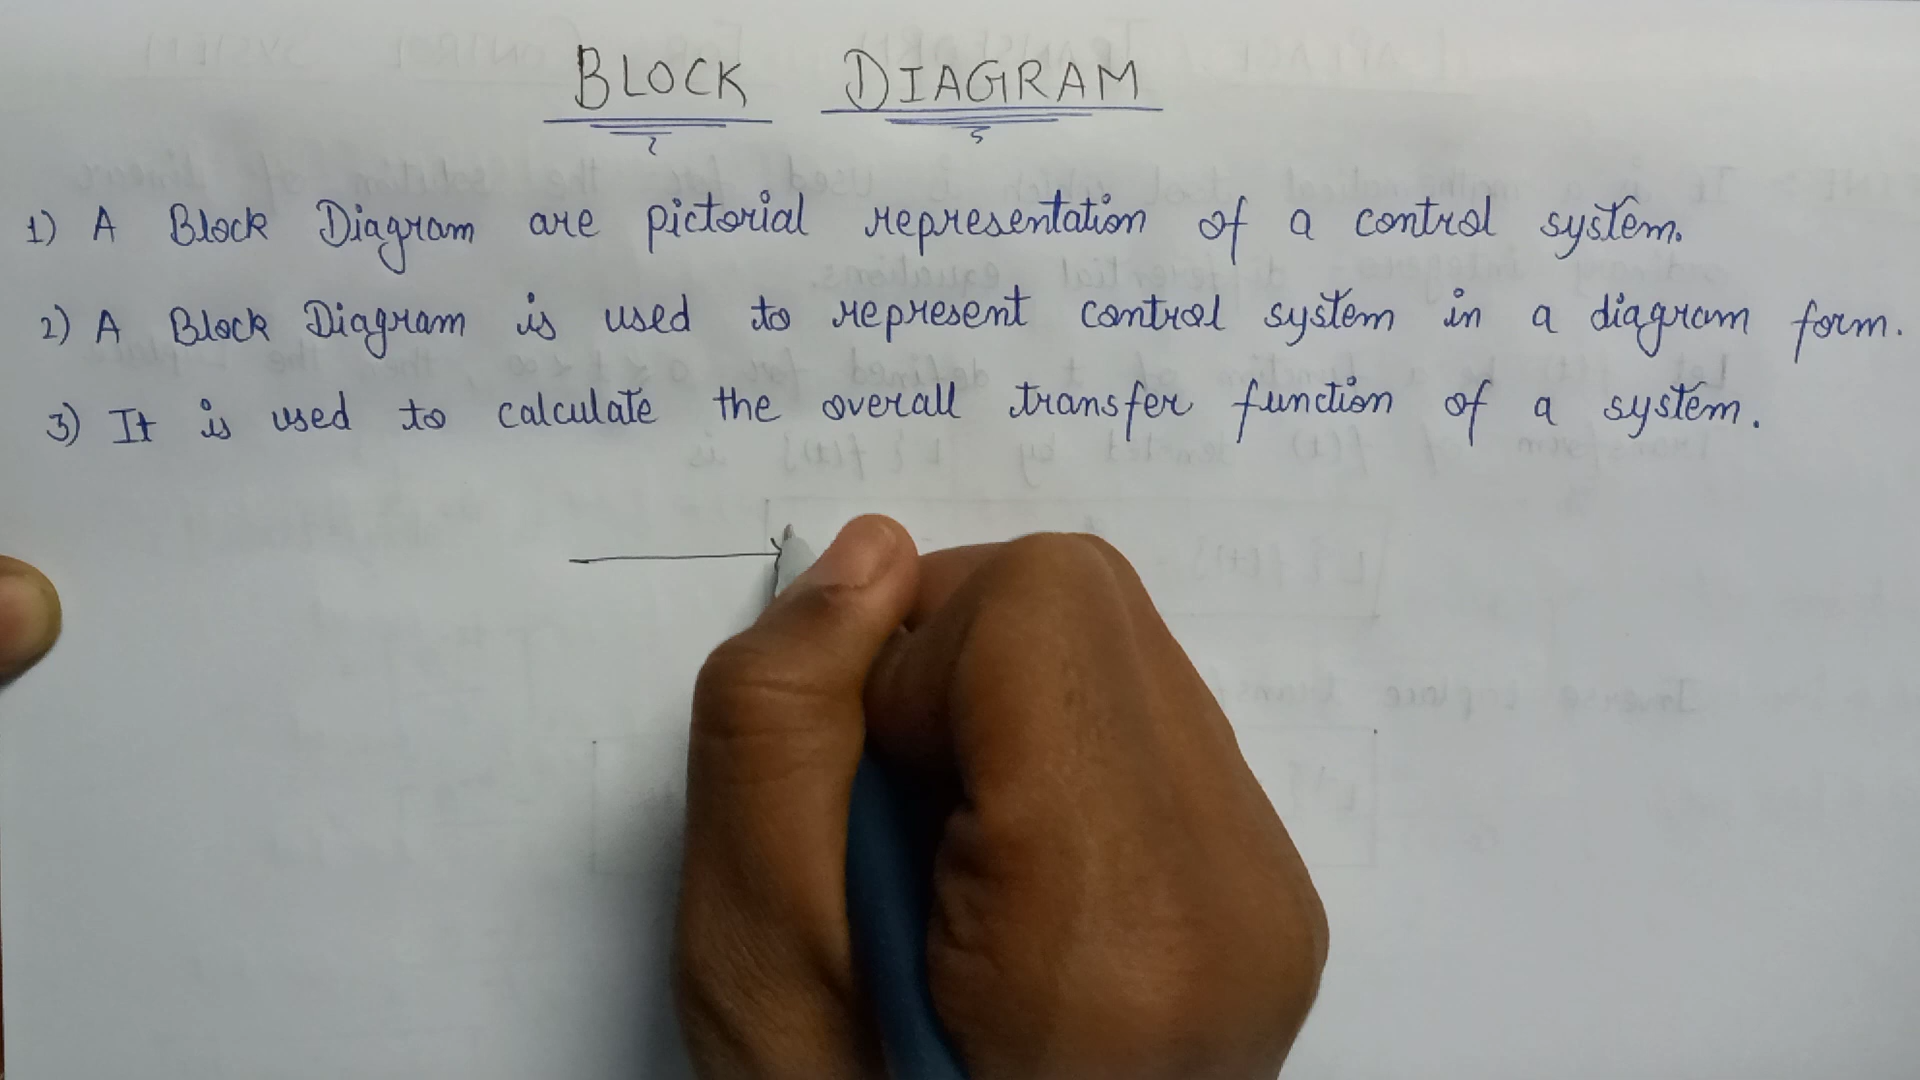 BLOCK DIAGRAM
1) A Block Diagram are pictorial representation of a control system.
2) A Block Diagram is used to represent control system in a diagram form.
3) It is used to calculate the overall transfer function of a system.